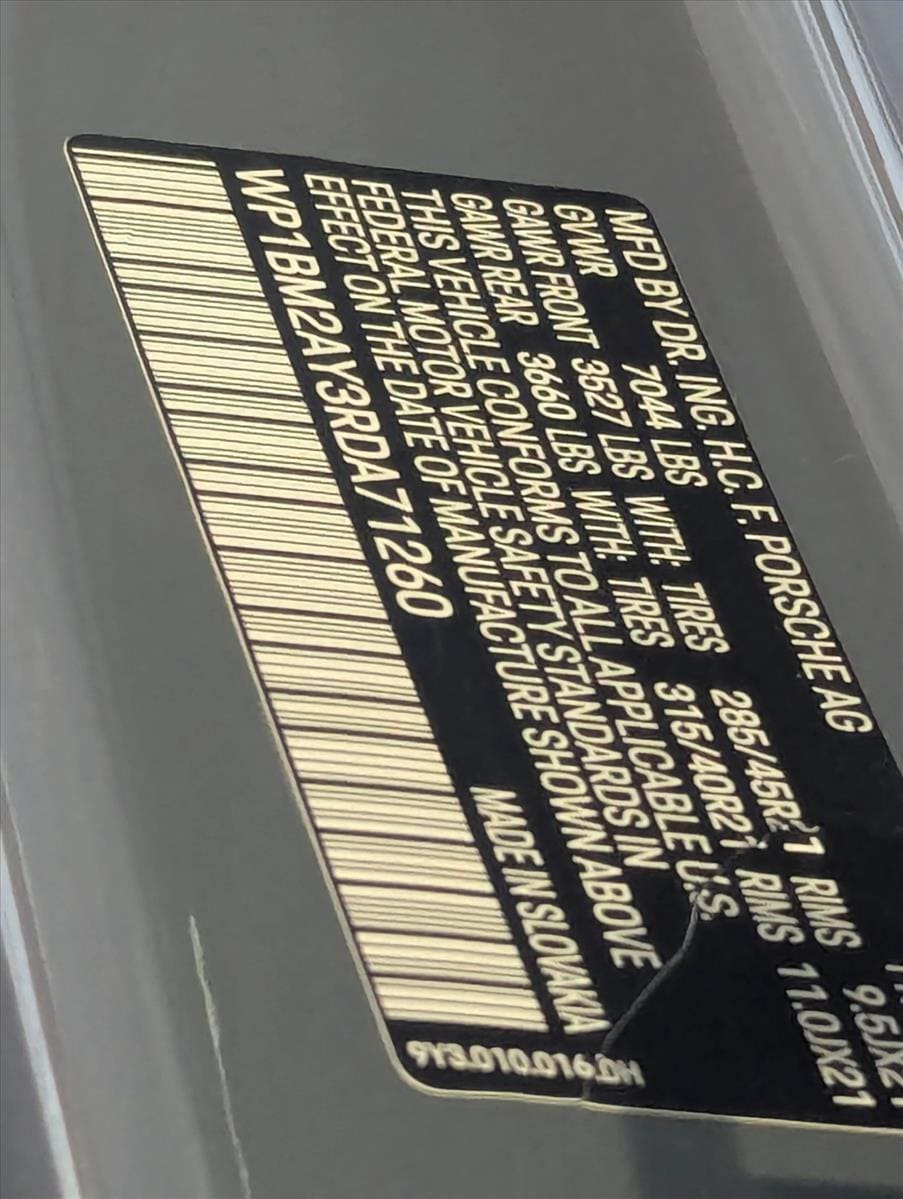 MFD BY DR. ING. H.C. F. PORSCHE AG
GVWR 7044 LBS
GAWR FRONT 3527 LBS WITH: TIRES 285/45R21 RIMS 9.5JX21
GAWR REAR 3660 LBS WITH: TIRES 315/40R21 RIMS 11.0JX21
THIS VEHICLE CONFORMS TO ALL APPLICABLE U.S.
FEDERAL MOTOR VEHICLE SAFETY STANDARDS IN
EFFECT ON THE DATE OF MANUFACTURE SHOWN ABOVE
WP1BM2AY3RDA71260
MADE IN SLOVAKIA
9Y3.010.016.DH